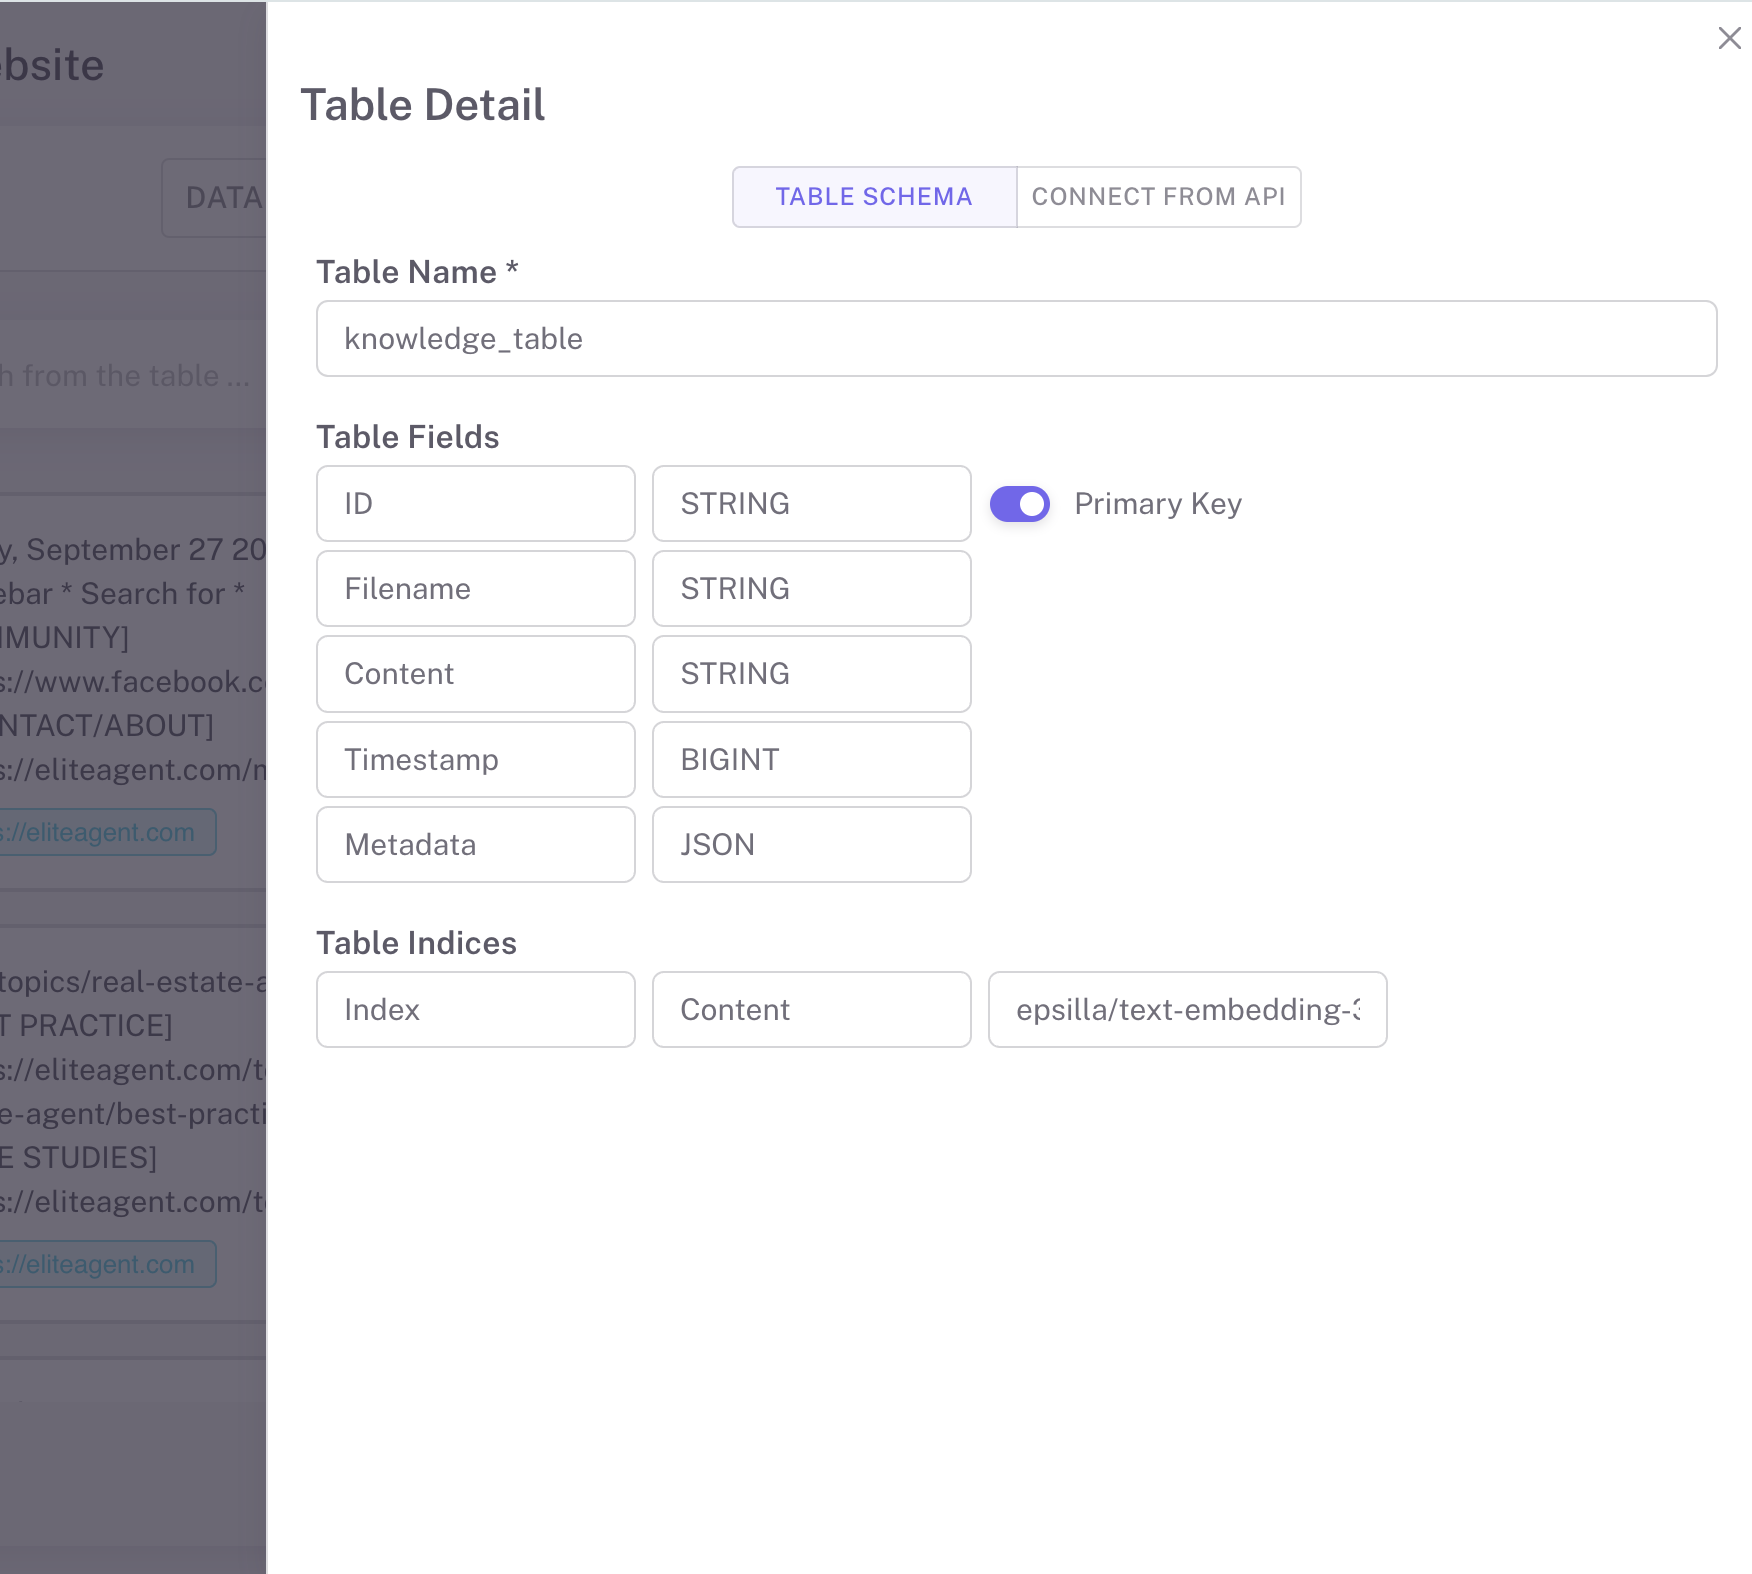 ebsite
DATA
h from the table ...
y, September 27 20
ebar * Search for *
MUNITY]
s://www.facebook.c
NTACT/ABOUT]
s://eliteagent.com/
s://eliteagent.com
topics/real-estate-a
T PRACTICE]
s://eliteagent.com/t
e-agent/best-practi
E STUDIES]
s://eliteagent.com/t
s://eliteagent.com
Table Detail
TABLE SCHEMA CONNECT FROM API
Table Name *
knowledge_table
Table Fields
ID STRING Primary Key
Filename STRING
Content STRING
Timestamp BIGINT
Metadata JSON
Table Indices
Index Content epsilla/text-embedding-3